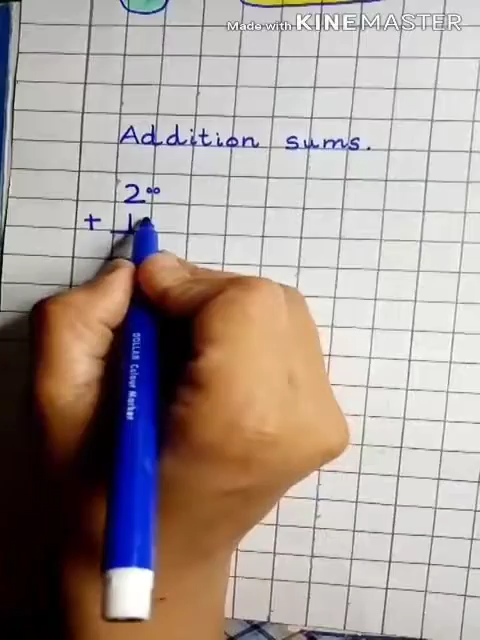 Made with KINEMASTER
Addition sums.
2
+ 1
DOLLAR Colour Marker